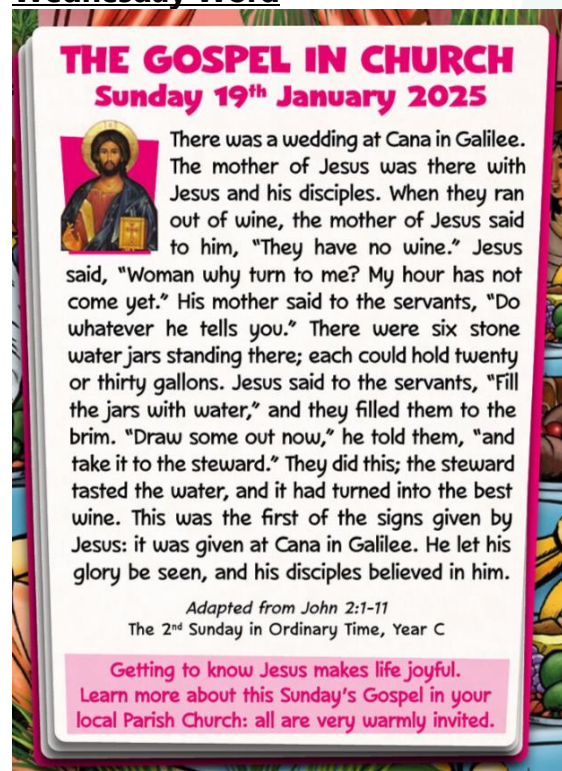 Wednesday Word
THE GOSPEL IN CHURCH
Sunday 19th January 2025
There was a wedding at Cana in Galilee.
The mother of Jesus was there with
Jesus and his disciples. When they ran
out of wine, the mother of Jesus said
to him, “They have no wine.” Jesus
said, “Woman why turn to me? My hour has not
come yet.” His mother said to the servants, “Do
whatever he tells you.” There were six stone
water jars standing there; each could hold twenty
or thirty gallons. Jesus said to the servants, “Fill
the jars with water,” and they filled them to the
brim. “Draw some out now,” he told them, “and
take it to the steward.” They did this; the steward
tasted the water, and it had turned into the best
wine. This was the first of the signs given by
Jesus: it was given at Cana in Galilee. He let his
glory be seen, and his disciples believed in him.
Adapted from John 2:1-11
The 2nd Sunday in Ordinary Time, Year C
Getting to know Jesus makes life joyful.
Learn more about this Sunday’s Gospel in your
local Parish Church: all are very warmly invited.